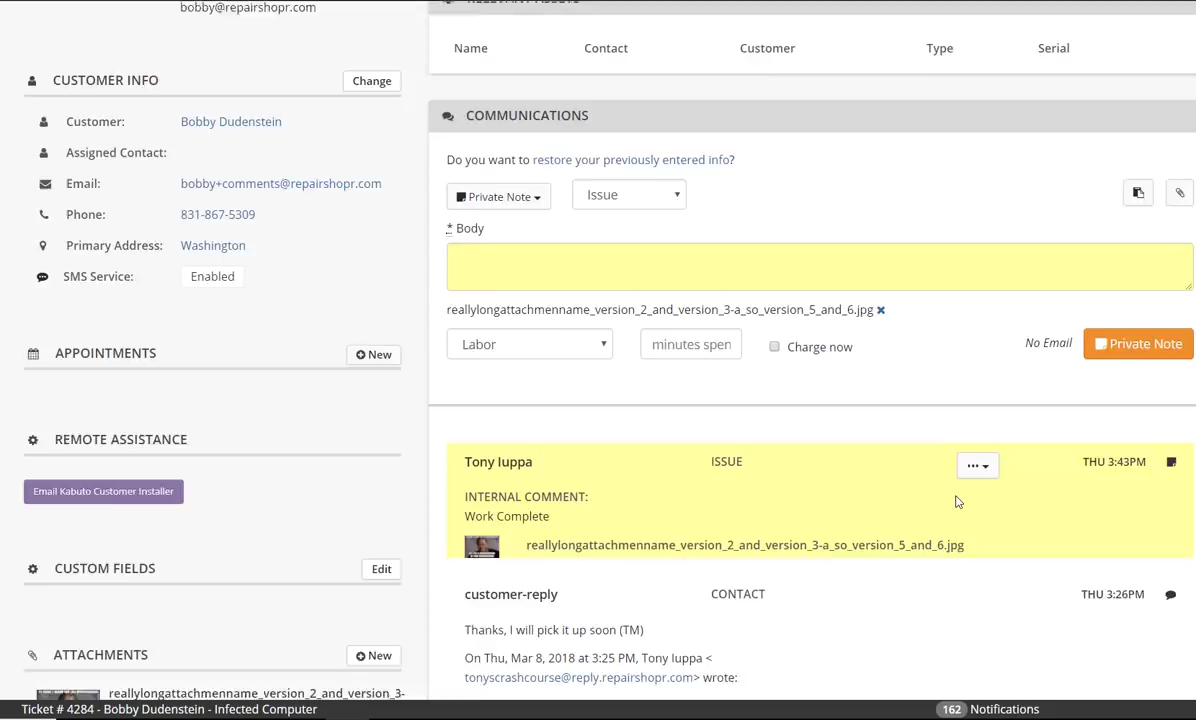 bobby@repairshopr.com
CUSTOMER INFO
Change
Customer: Bobby Dudenstein
Assigned Contact:
Email: bobby+comments@repairshopr.com
Phone: 831-867-5309
Primary Address: Washington
SMS Service: Enabled
APPOINTMENTS
New
REMOTE ASSISTANCE
Email Kabuto Customer Installer
CUSTOM FIELDS
Edit
ATTACHMENTS
New
reallylongattachmenname_version_2_and_version_3-
RELEVANT ASSETS
Name Contact Customer Type Serial
COMMUNICATIONS
Do you want to restore your previously entered info?
Private Note Issue
* Body
reallylongattachmenname_version_2_and_version_3-a_so_version_5_and_6.jpg
Labor minutes spen Charge now No Email Private Note
Tony Iuppa ISSUE ... THU 3:43PM
INTERNAL COMMENT:
Work Complete
reallylongattachmenname_version_2_and_version_3-a_so_version_5_and_6.jpg
customer-reply CONTACT THU 3:26PM
Thanks, I will pick it up soon (TM)
On Thu, Mar 8, 2018 at 3:25 PM, Tony Iuppa <
tonyscrashcourse@reply.repairshopr.com> wrote:
Ticket # 4284 - Bobby Dudenstein - Infected Computer
162 Notifications